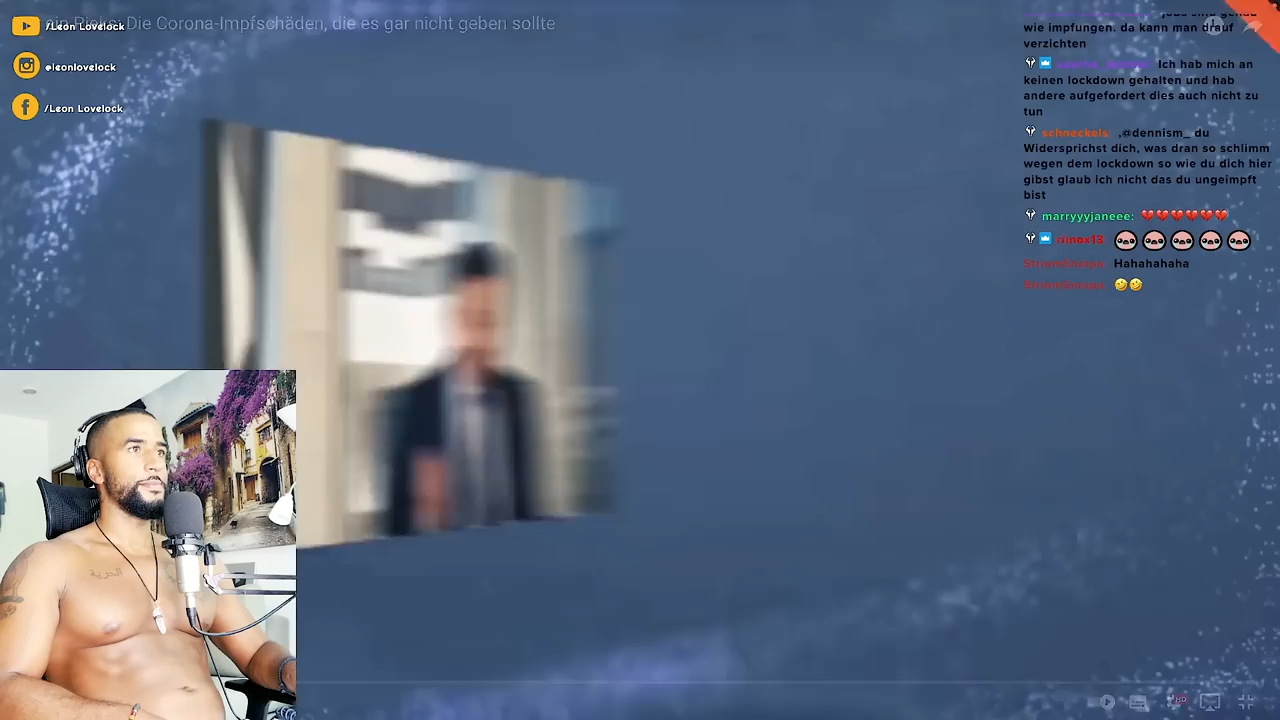 Die Corona-Impfschäden, die es gar nicht geben sollte
/Leon Lovelock
@leonlovelock
/Leon Lovelock
wie impfungen. da kann man drauf
verzichten
Ich hab mich an
keinen lockdown gehalten und hab
andere aufgefordert dies auch nicht zu
tun
schneckels: ,@dennism_ du
Widersprichst dich, was dran so schlimm
wegen dem lockdown so wie du dich hier
gibst glaub ich nicht das du ungeimpft
bist
marryyyjaneee: 💔💔💔💔💔💔
Hahahahaha
🤣🤣
HD
الحرية